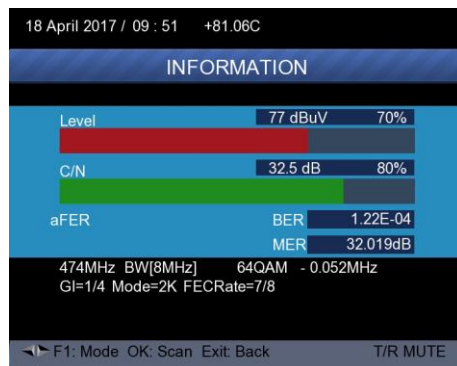 18 April 2017 / 09 : 51 +81.06C
INFORMATION
Level 77 dBuV 70%
C/N 32.5 dB 80%
aFER BER 1.22E-04
MER 32.019dB
474MHz BW[8MHz] 64QAM - 0.052MHz
GI=1/4 Mode=2K FECRate=7/8
F1: Mode OK: Scan Exit: Back T/R MUTE